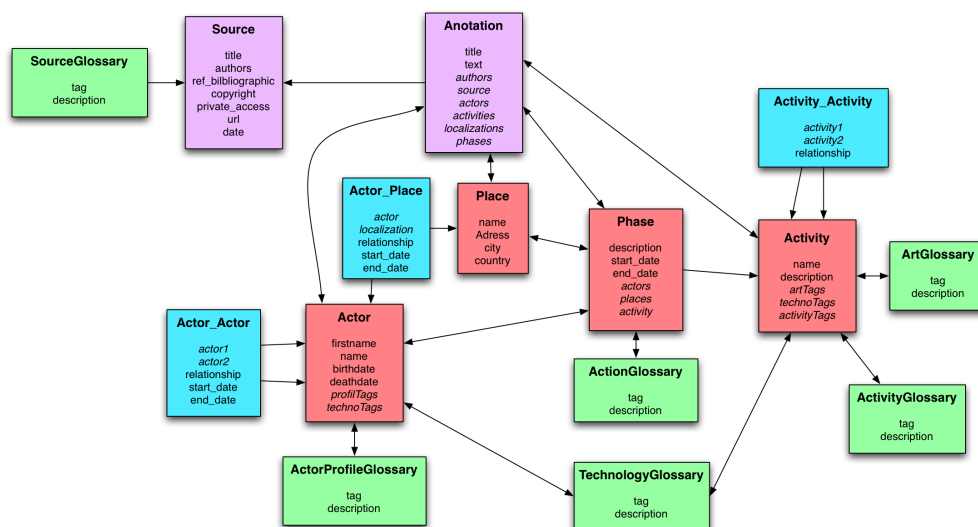 Source
title
authors
ref_bilbliographic
copyright
private_access
url
date
Anotation
title
text
authors
source
actors
activities
localizations
phases
SourceGlossary
tag
description
Activity_Activity
activity1
activity2
relationship
Actor_Place
actor
localization
relationship
start_date
end_date
Place
name
Adress
city
country
Phase
description
start_date
end_date
actors
places
activity
Activity
name
description
artTags
technoTags
activityTags
ArtGlossary
tag
description
Actor_Actor
actor1
actor2
relationship
start_date
end_date
Actor
firstname
name
birthdate
deathdate
profilTags
technoTags
ActionGlossary
tag
description
ActivityGlossary
tag
description
ActorProfileGlossary
tag
description
TechnologyGlossary
tag
description